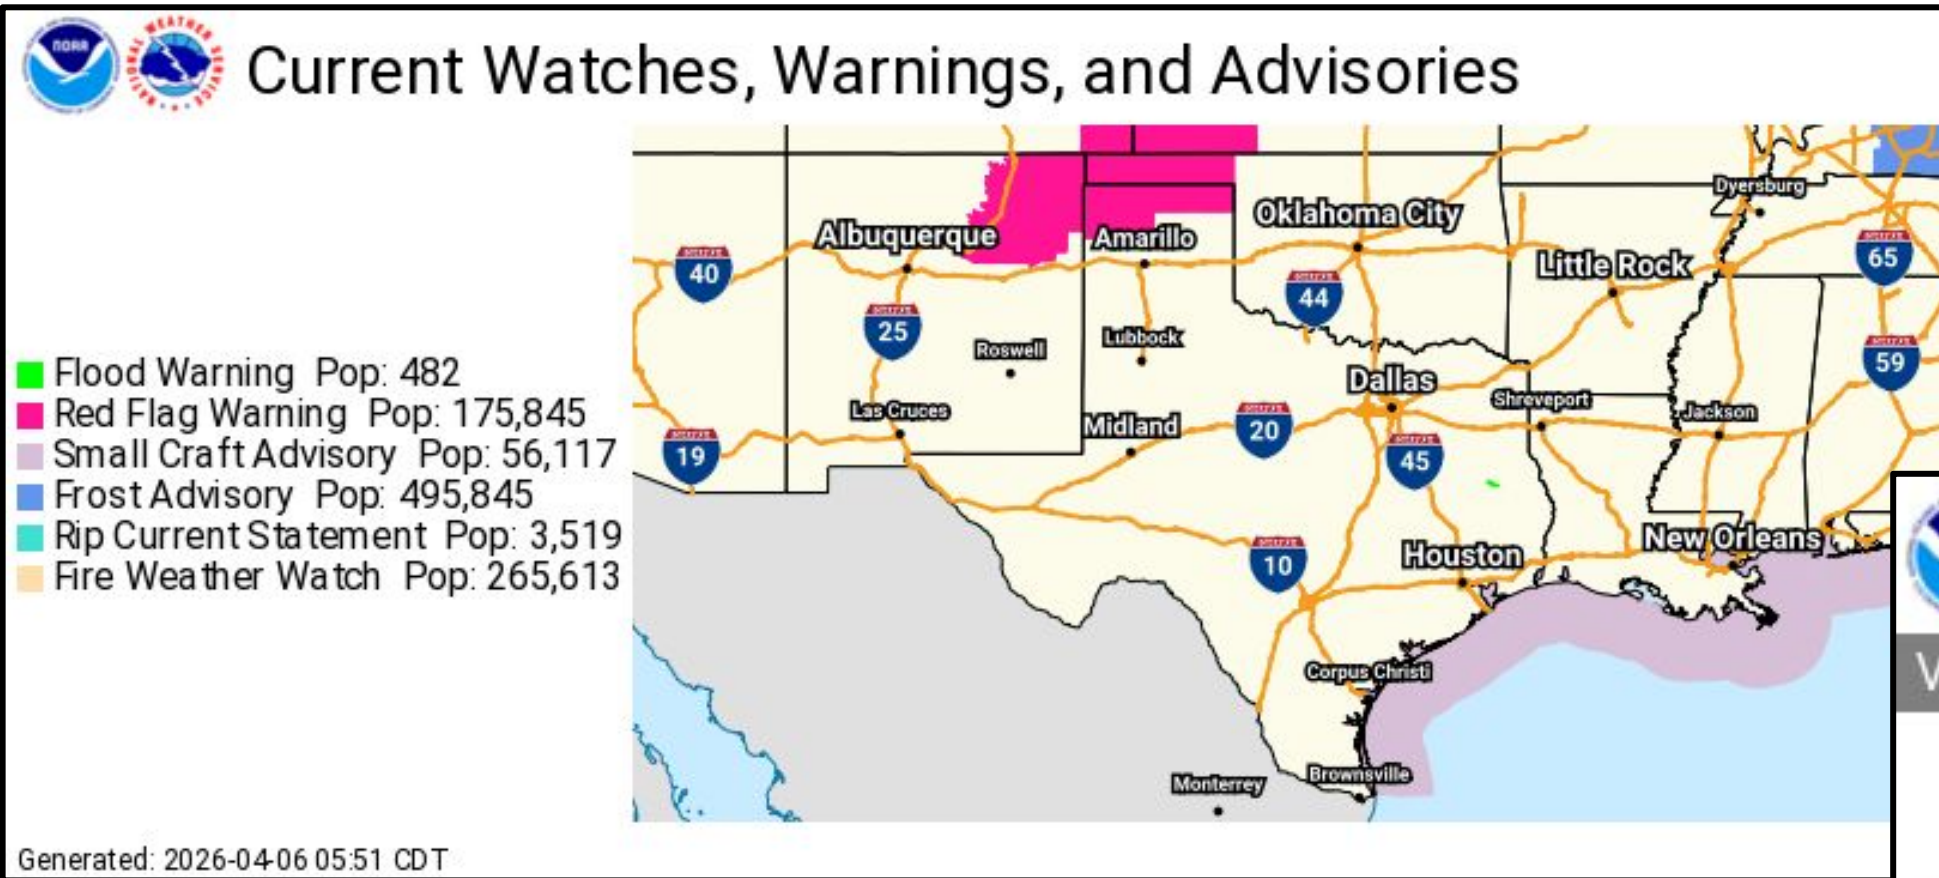 NOAA
NATIONAL WEATHER SERVICE
Current Watches, Warnings, and Advisories
Flood Warning Pop: 482
Red Flag Warning Pop: 175,845
Small Craft Advisory Pop: 56,117
Frost Advisory Pop: 495,845
Rip Current Statement Pop: 3,519
Fire Weather Watch Pop: 265,613
Dyersburg
Oklahoma City
Albuquerque
Amarillo
40
65
Little Rock
44
25
Roswell
Lubbock
59
Dallas
Las Cruces
Shreveport
Jackson
Midland
20
19
45
New Orleans
Houston
10
Corpus Christi
V
Monterrey
Brownsville
Generated: 2026-04-06 05:51 CDT